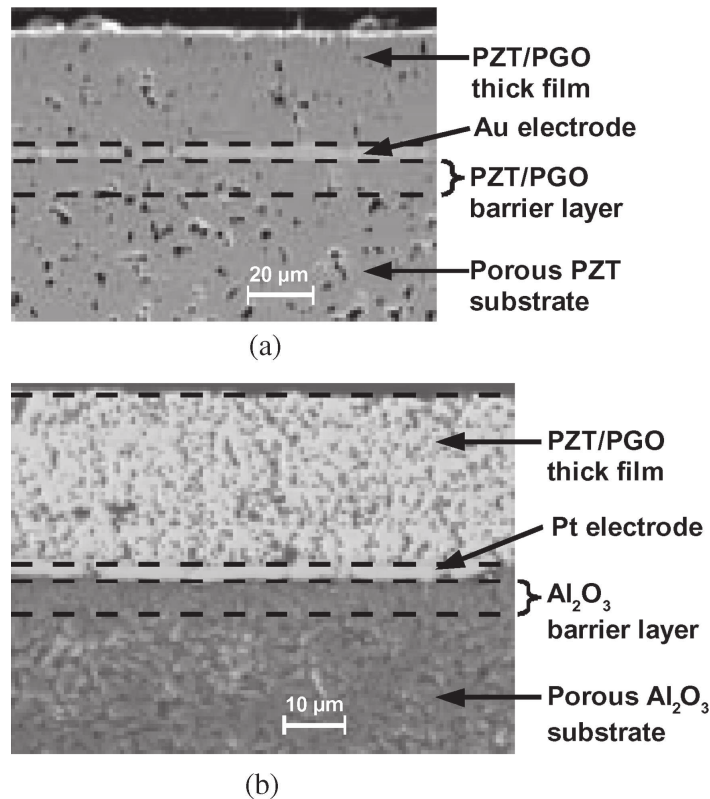 PZT/PGO
thick film
Au electrode
PZT/PGO
barrier layer
20 µm
Porous PZT
substrate
(a)
PZT/PGO
thick film
Pt electrode
Al₂O₃
barrier layer
10 µm
Porous Al₂O₃
substrate
(b)